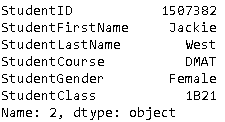 StudentID 1507382
StudentFirstName Jackie
StudentLastName West
StudentCourse DMAT
StudentGender Female
StudentClass 1B21
Name: 2, dtype: object